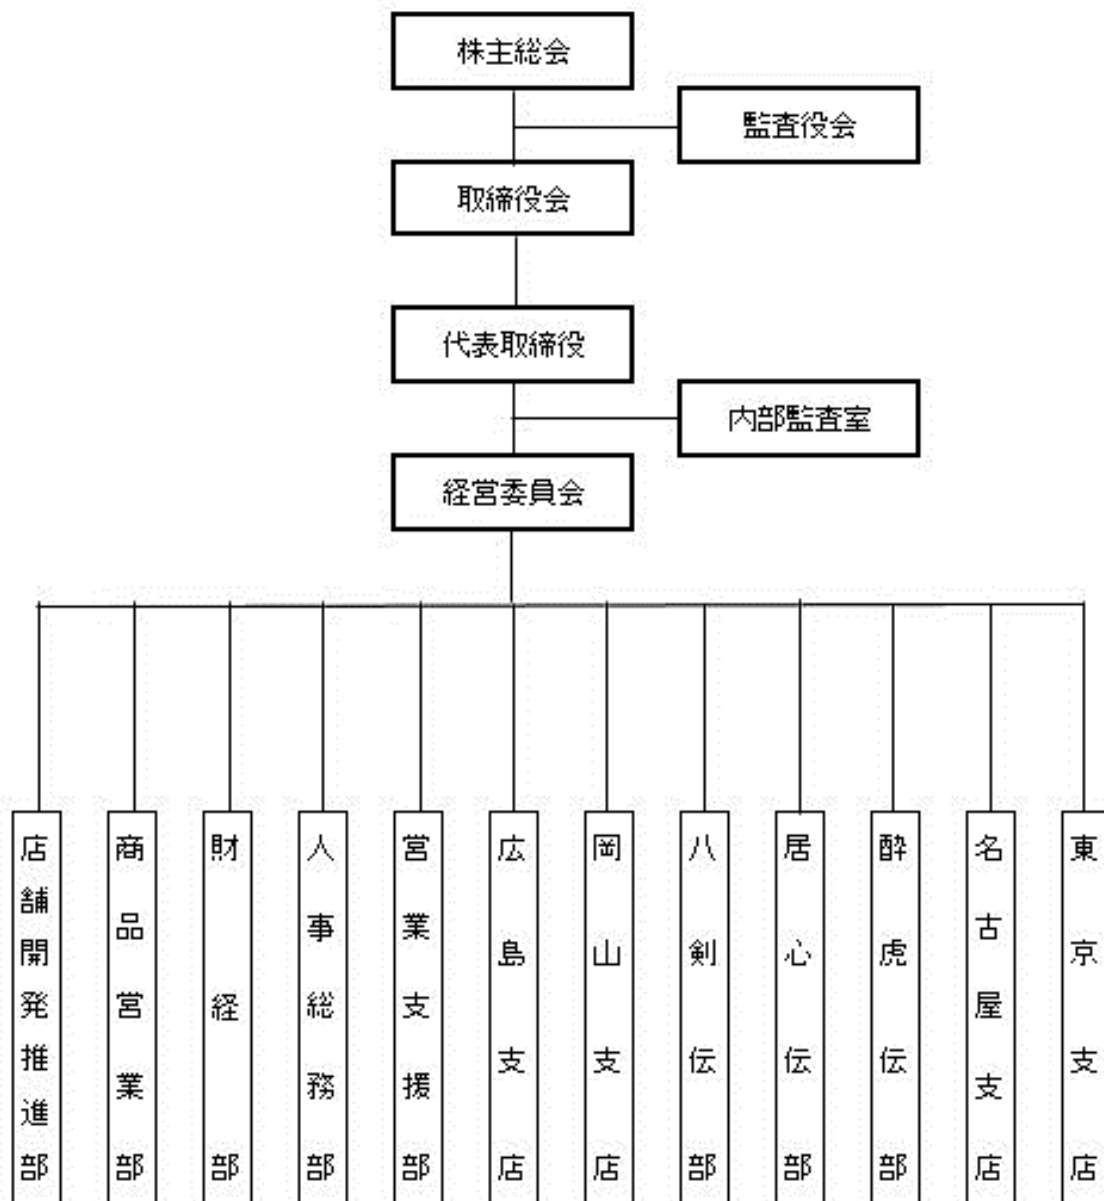 株主総会
監査役会
取締役会
代表取締役
内部監査室
経営委員会
店舗開発推進部
商品営業部
財経部
人事総務部
営業支援部
広島支店
岡山支店
八剣伝部
居心伝部
酔虎伝部
名古屋支店
東京支店